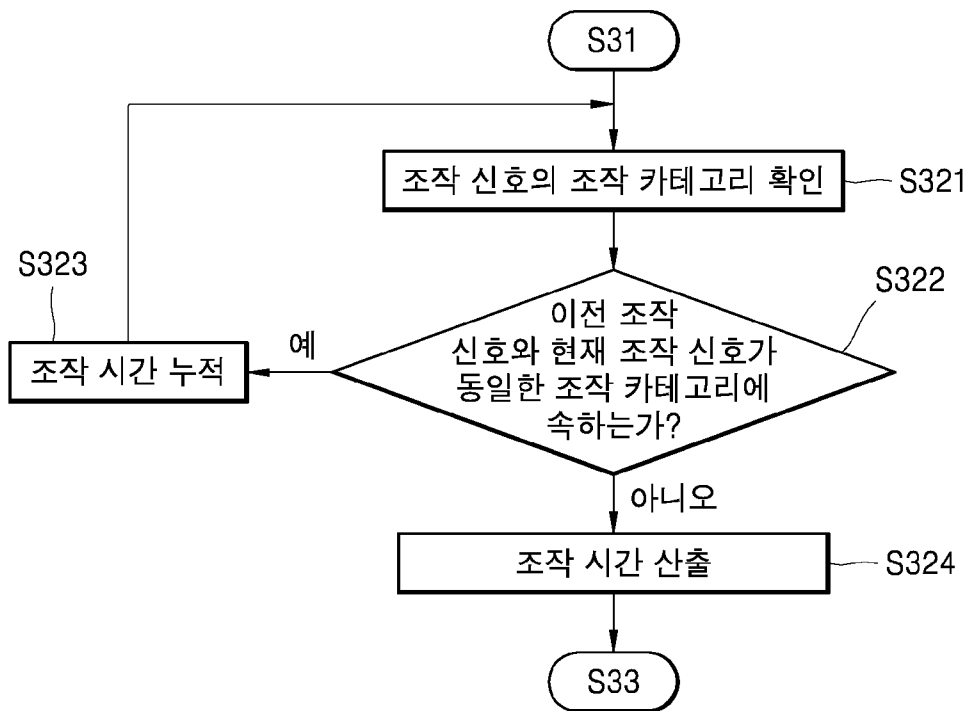 S31
조작 신호의 조작 카테고리 확인
S321
S323
S322
이전 조작
신호와 현재 조작 신호가
동일한 조작 카테고리에
속하는가?
예
조작 시간 누적
아니오
조작 시간 산출
S324
S33